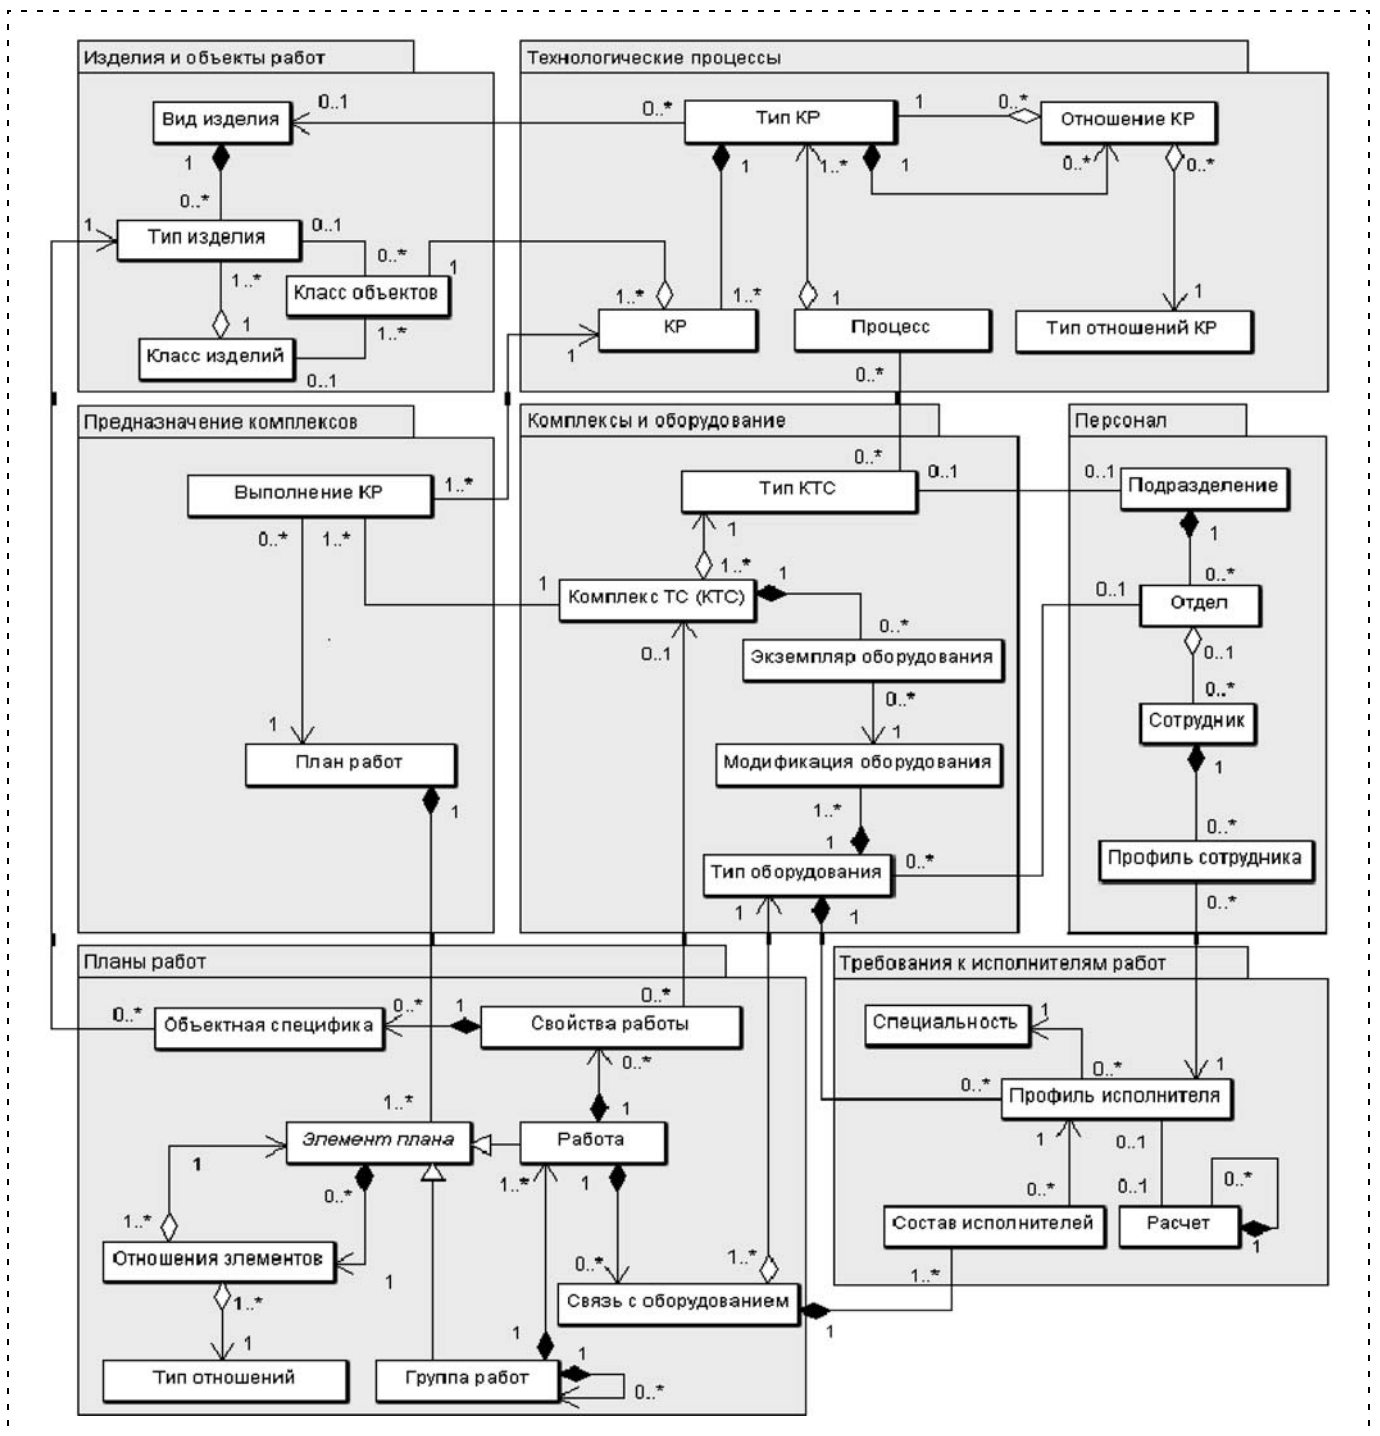 Изделия и объекты работ
Вид изделия
0..1
1
0..*
Тип изделия
1
0..1
0..*
1..*
1
Класс объектов
1
1..*
Класс изделий
0..1
Технологические процессы
0..*
Тип КР
1
0..*
Отношение КР
1
1..*
1
0..*
0..*
1..*
1..*
1
1
КР
1
Процесс
Тип отношений КР
0..*
Предназначение комплексов
Выполнение КР
1..*
0..*
1..*
1
План работ
1
Комплексы и оборудование
0..*
Тип КТС
0..1
1
1..*
1
Комплекс ТС (КТС)
1
0..1
0..*
Экземпляр оборудования
0..*
1
Модификация оборудования
1..*
1
Тип оборудования
0..*
1
1
Персонал
0..1
Подразделение
1
0..*
0..1
Отдел
0..1
0..*
Сотрудник
1
0..*
Профиль сотрудника
0..*
Планы работ
0..*
Объектная специфика
0..*
1
0..*
Свойства работы
0..*
1
1..*
Элемент плана
Работа
1
0..*
1..*
1
1..*
Отношения элементов
1
0..*
1..*
1..*
Связь с оборудованием
1
1
1
Тип отношений
Группа работ
1
0..*
Требования к исполнителям работ
Специальность
1
0..*
1
0..*
Профиль исполнителя
1
0..1
0..*
0..1
0..*
Состав исполнителей
Расчет
1
1..*